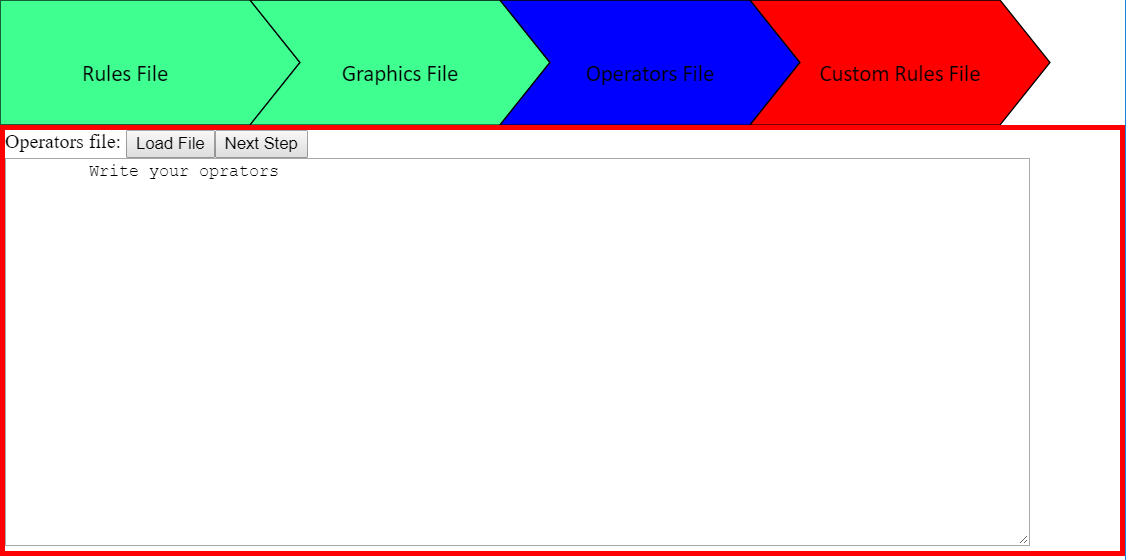 Rules File Graphics File Operators File Custom Rules File
Operators file: Load File Next Step
Write your oprators